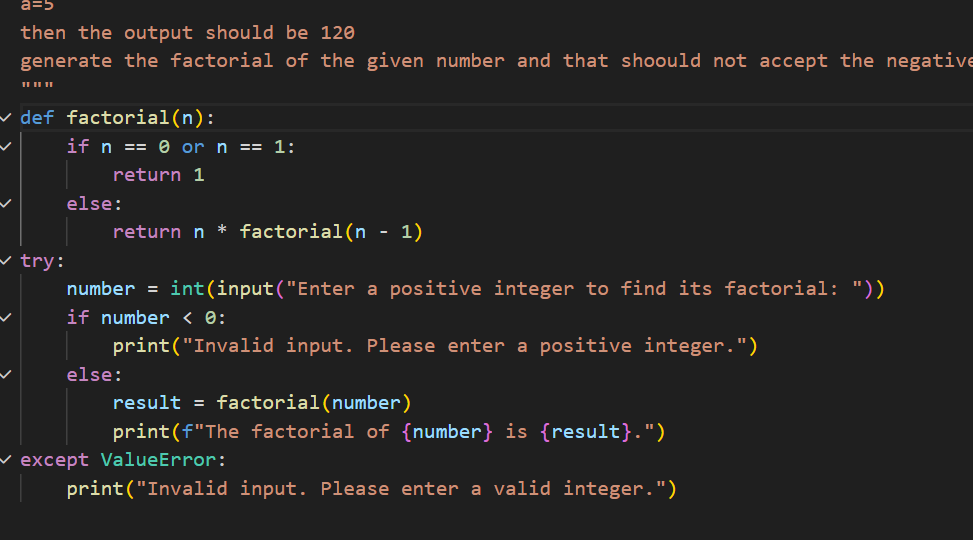 a=5
then the output should be 120
generate the factorial of the given number and that shoould not accept the negative
"""
def factorial(n):
    if n == 0 or n == 1:
        return 1
    else:
        return n * factorial(n - 1)
try:
    number = int(input("Enter a positive integer to find its factorial: "))
    if number < 0:
        print("Invalid input. Please enter a positive integer.")
    else:
        result = factorial(number)
        print(f"The factorial of {number} is {result}.")
except ValueError:
    print("Invalid input. Please enter a valid integer.")